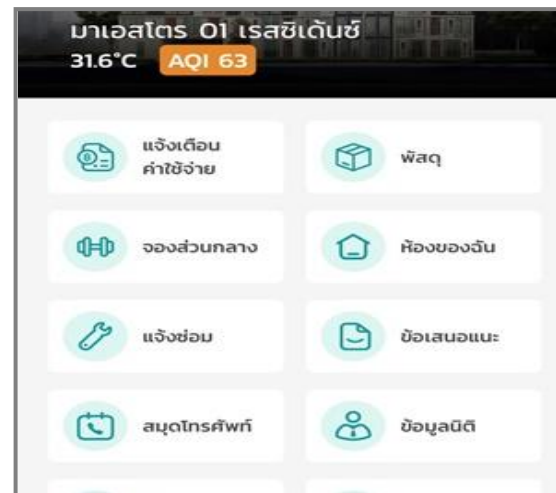 มาเอสโตร 01 เรสซิเด้นซ์
31.6°C AQI 63
แจ้งเตือน
ค่าใช้จ่าย
พัสดุ
จองส่วนกลาง
ห้องของฉัน
แจ้งซ่อม
ข้อเสนอแนะ
สมุดโทรศัพท์
ข้อมูลนิติ